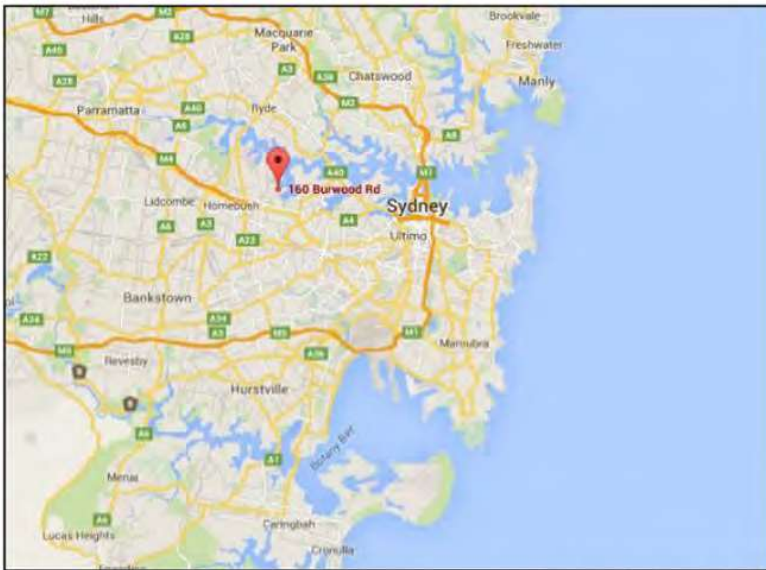 Brookvale
Hills
M7
M2
Macquarie
Park
A28
Freshwater
A40
A3
A38
Chatswood
Manly
A28
Parramatta
A40
Ryde
M2
A6
A8
M4
A40
M1
160 Burwood Rd
Lidcombe
Homebush
Sydney
A4
A6
A3
A22
Ultimo
A22
Bankstown
A34
A34
A3
M5
M1
Maroubra
M5
A36
Revesby
Hurstville
A6
Botany Bay
A1
Menai
A6
Caringbah
Lucas Heights
Cronulla